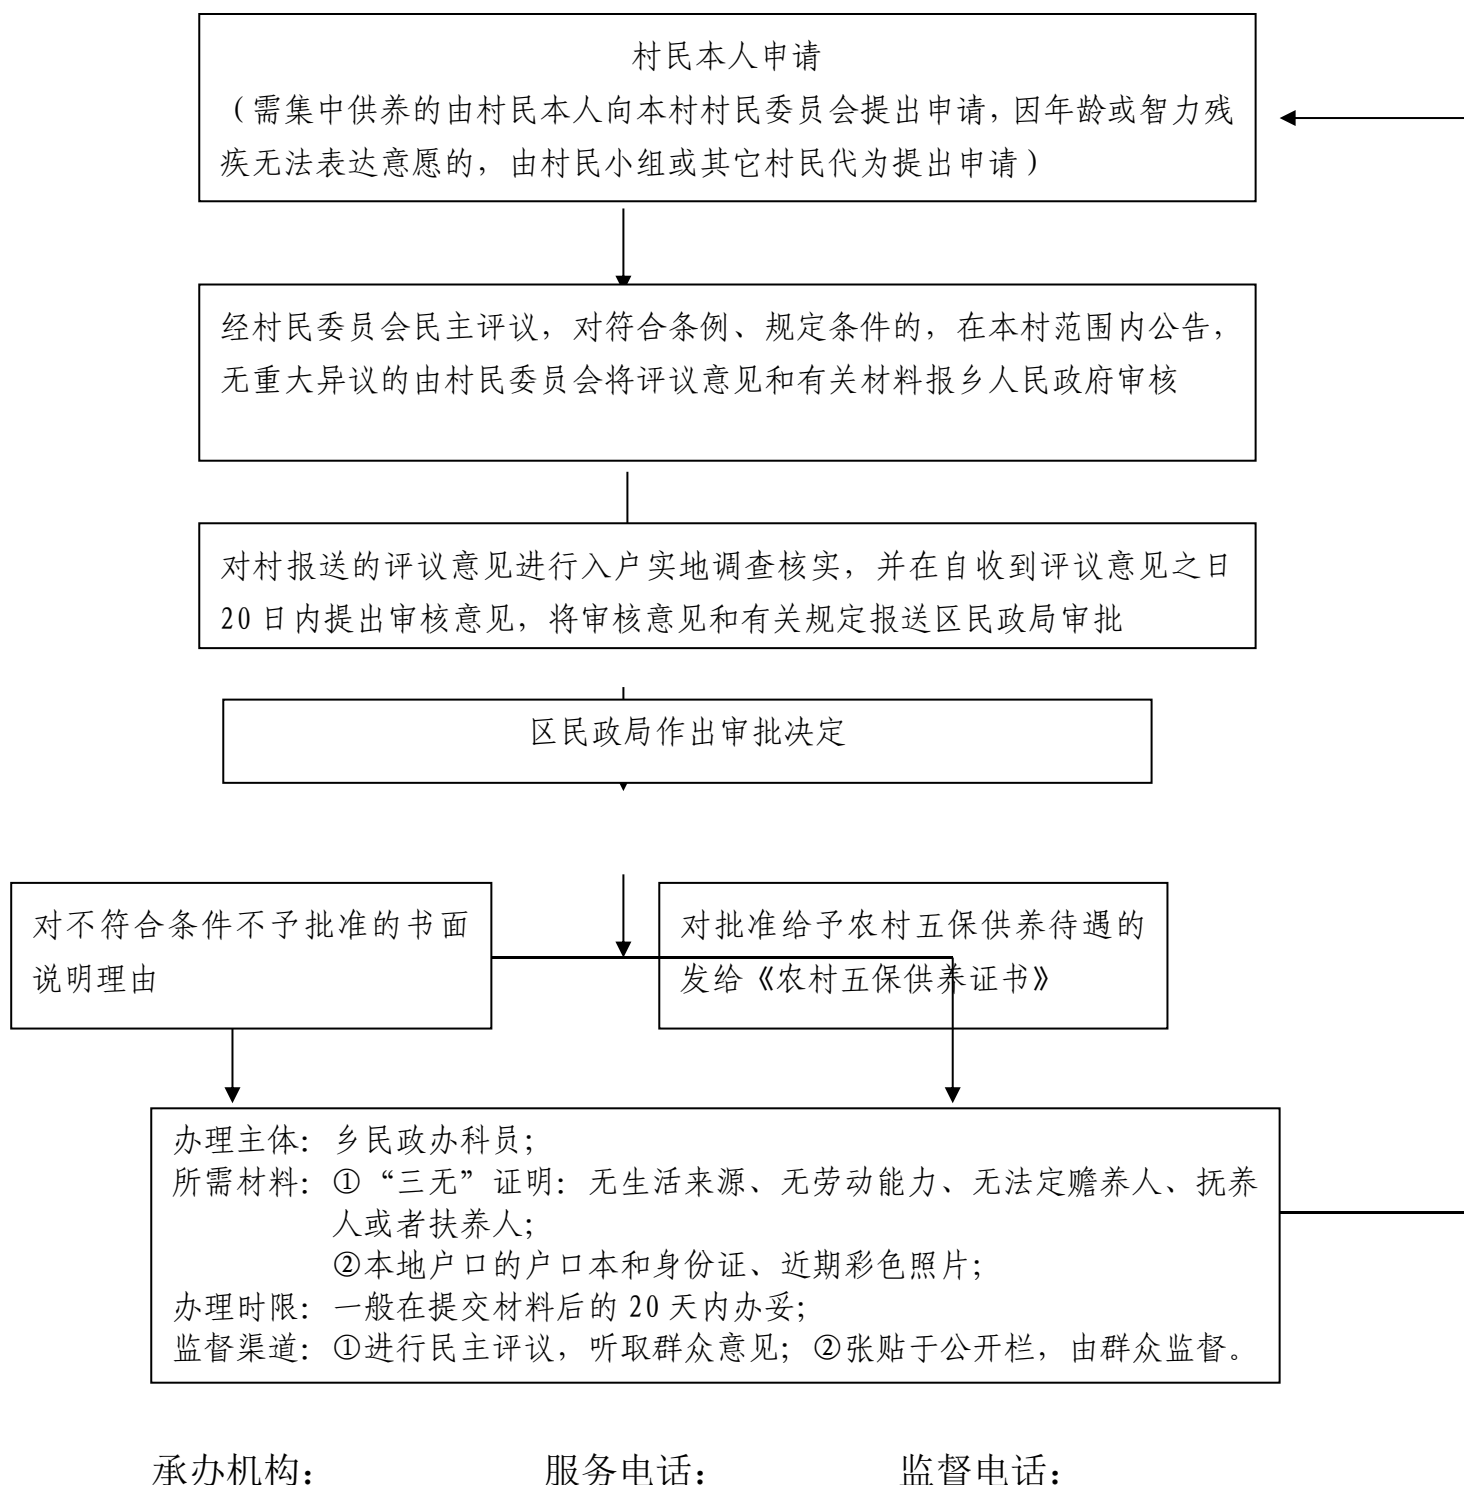 村民本人申请
（需集中供养的由村民本人向本村村民委员会提出申请，因年龄或智力残
疾无法表达意愿的，由村民小组或其它村民代为提出申请）
经村民委员会民主评议，对符合条例、规定条件的，在本村范围内公告，
无重大异议的由村民委员会将评议意见和有关材料报乡人民政府审核
对村报送的评议意见进行入户实地调查核实，并在自收到评议意见之日
20日内提出审核意见，将审核意见和有关规定报送区民政局审批
区民政局作出审批决定
对不符合条件不予批准的书面
说明理由
对批准给予农村五保供养待遇的
发给《农村五保供养证书》
办理主体：乡民政办科员；
所需材料：①“三无”证明：无生活来源、无劳动能力、无法定赡养人、抚养
人或者扶养人；
②本地户口的户口本和身份证、近期彩色照片；
办理时限：一般在提交材料后的20天内办妥；
监督渠道：①进行民主评议，听取群众意见；②张贴于公开栏，由群众监督。
承办机构： 服务电话： 监督电话：